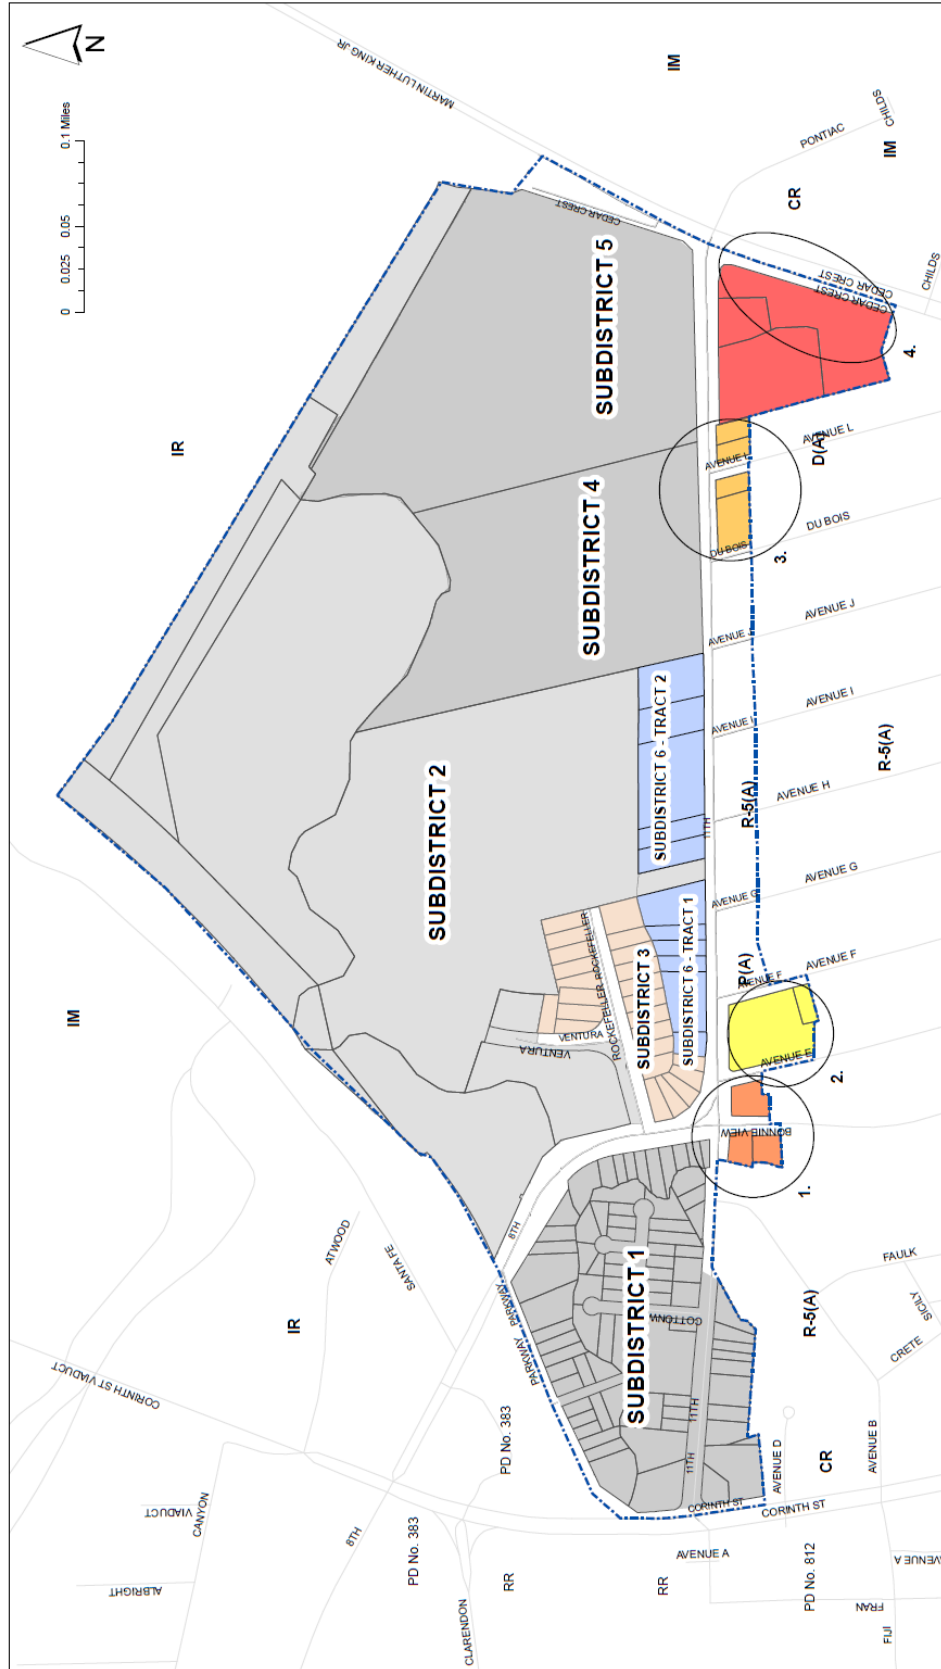 N
0 0.025 0.05 0.1 Miles
MARTIN LUTHER KING JR
IM
CHILDS
PONTIAC
IM
CR
IR
CEDAR CREST
SUBDISTRICT 5
CEDAR CREST
CEDAR CREST
CHILDS
4.
SUBDISTRICT 4
AVENUE L
AVENUE L
D(A)
DU BOIS
DU BOIS
3.
AVENUE J
AVENUE J
SUBDISTRICT 6 - TRACT 2
AVENUE I
AVENUE I
R-5(A)
SUBDISTRICT 2
11TH
R-5(A)
AVENUE H
AVENUE G
AVENUE G
SUBDISTRICT 6 - TRACT 1
ROCKEFELLER
ROCKEFELLER
SUBDISTRICT 3
P(A)
AVENUE F
AVENUE F
IM
VENTURA
VENTURA
AVENUE E
2.
BONNIE VIEW
1.
8TH
ATWOOD
SANTA FE
IR
PARKWAY
PARKWAY
SUBDISTRICT 1
COTTONW
11TH
11TH
R-5(A)
FAULK
SICILY
CRETE
CORINTH ST VIADUCT
PD No. 383
AVENUE D
CR
AVENUE B
CORINTH ST
CORINTH ST
VIADUCT
CANYON
8TH
PD No. 383
AVENUE A
PD No. 812
AVENUE A
ALBRIGHT
RR
RR
CLARENDON
FRAN
FIJI